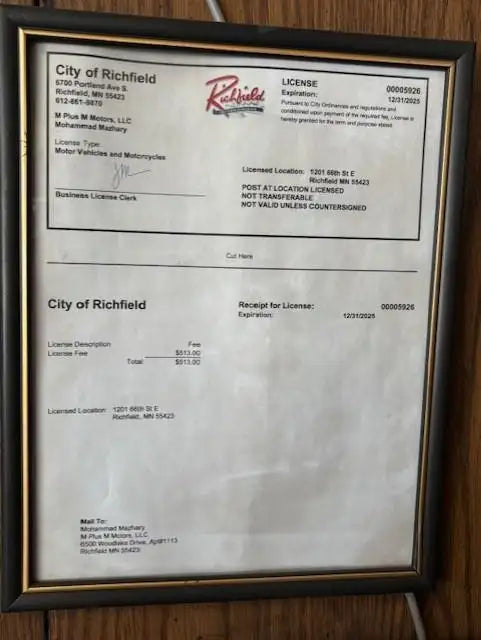 City of Richfield
6700 Portland Ave S.
Richfield, MN 55423
612-861-9870
M Plus M Motors, LLC
Mohammad Mazhary
License Type:
Motor Vehicles and Motorcycles
Business License Clerk
Richfield
LICENSE 00005926
Expiration: 12/31/2025
Pursuant to City Ordinances and regulations and
conditioned upon payment of the required fee, License is
hereby granted for the term and purpose stated.
Licensed Location: 1201 66th St E
Richfield MN 55423
POST AT LOCATION LICENSED
NOT TRANSFERABLE
NOT VALID UNLESS COUNTERSIGNED
Cut Here
City of Richfield
Receipt for License: 00005926
Expiration: 12/31/2025
License Description Fee
License Fee $513.00
Total: $513.00
Licensed Location: 1201 66th St E
Richfield, MN 55423
Mail To:
Mohammad Mazhary
M Plus M Motors, LLC
6500 Woodlake Drive, Apt#1113
Richfield MN 55423